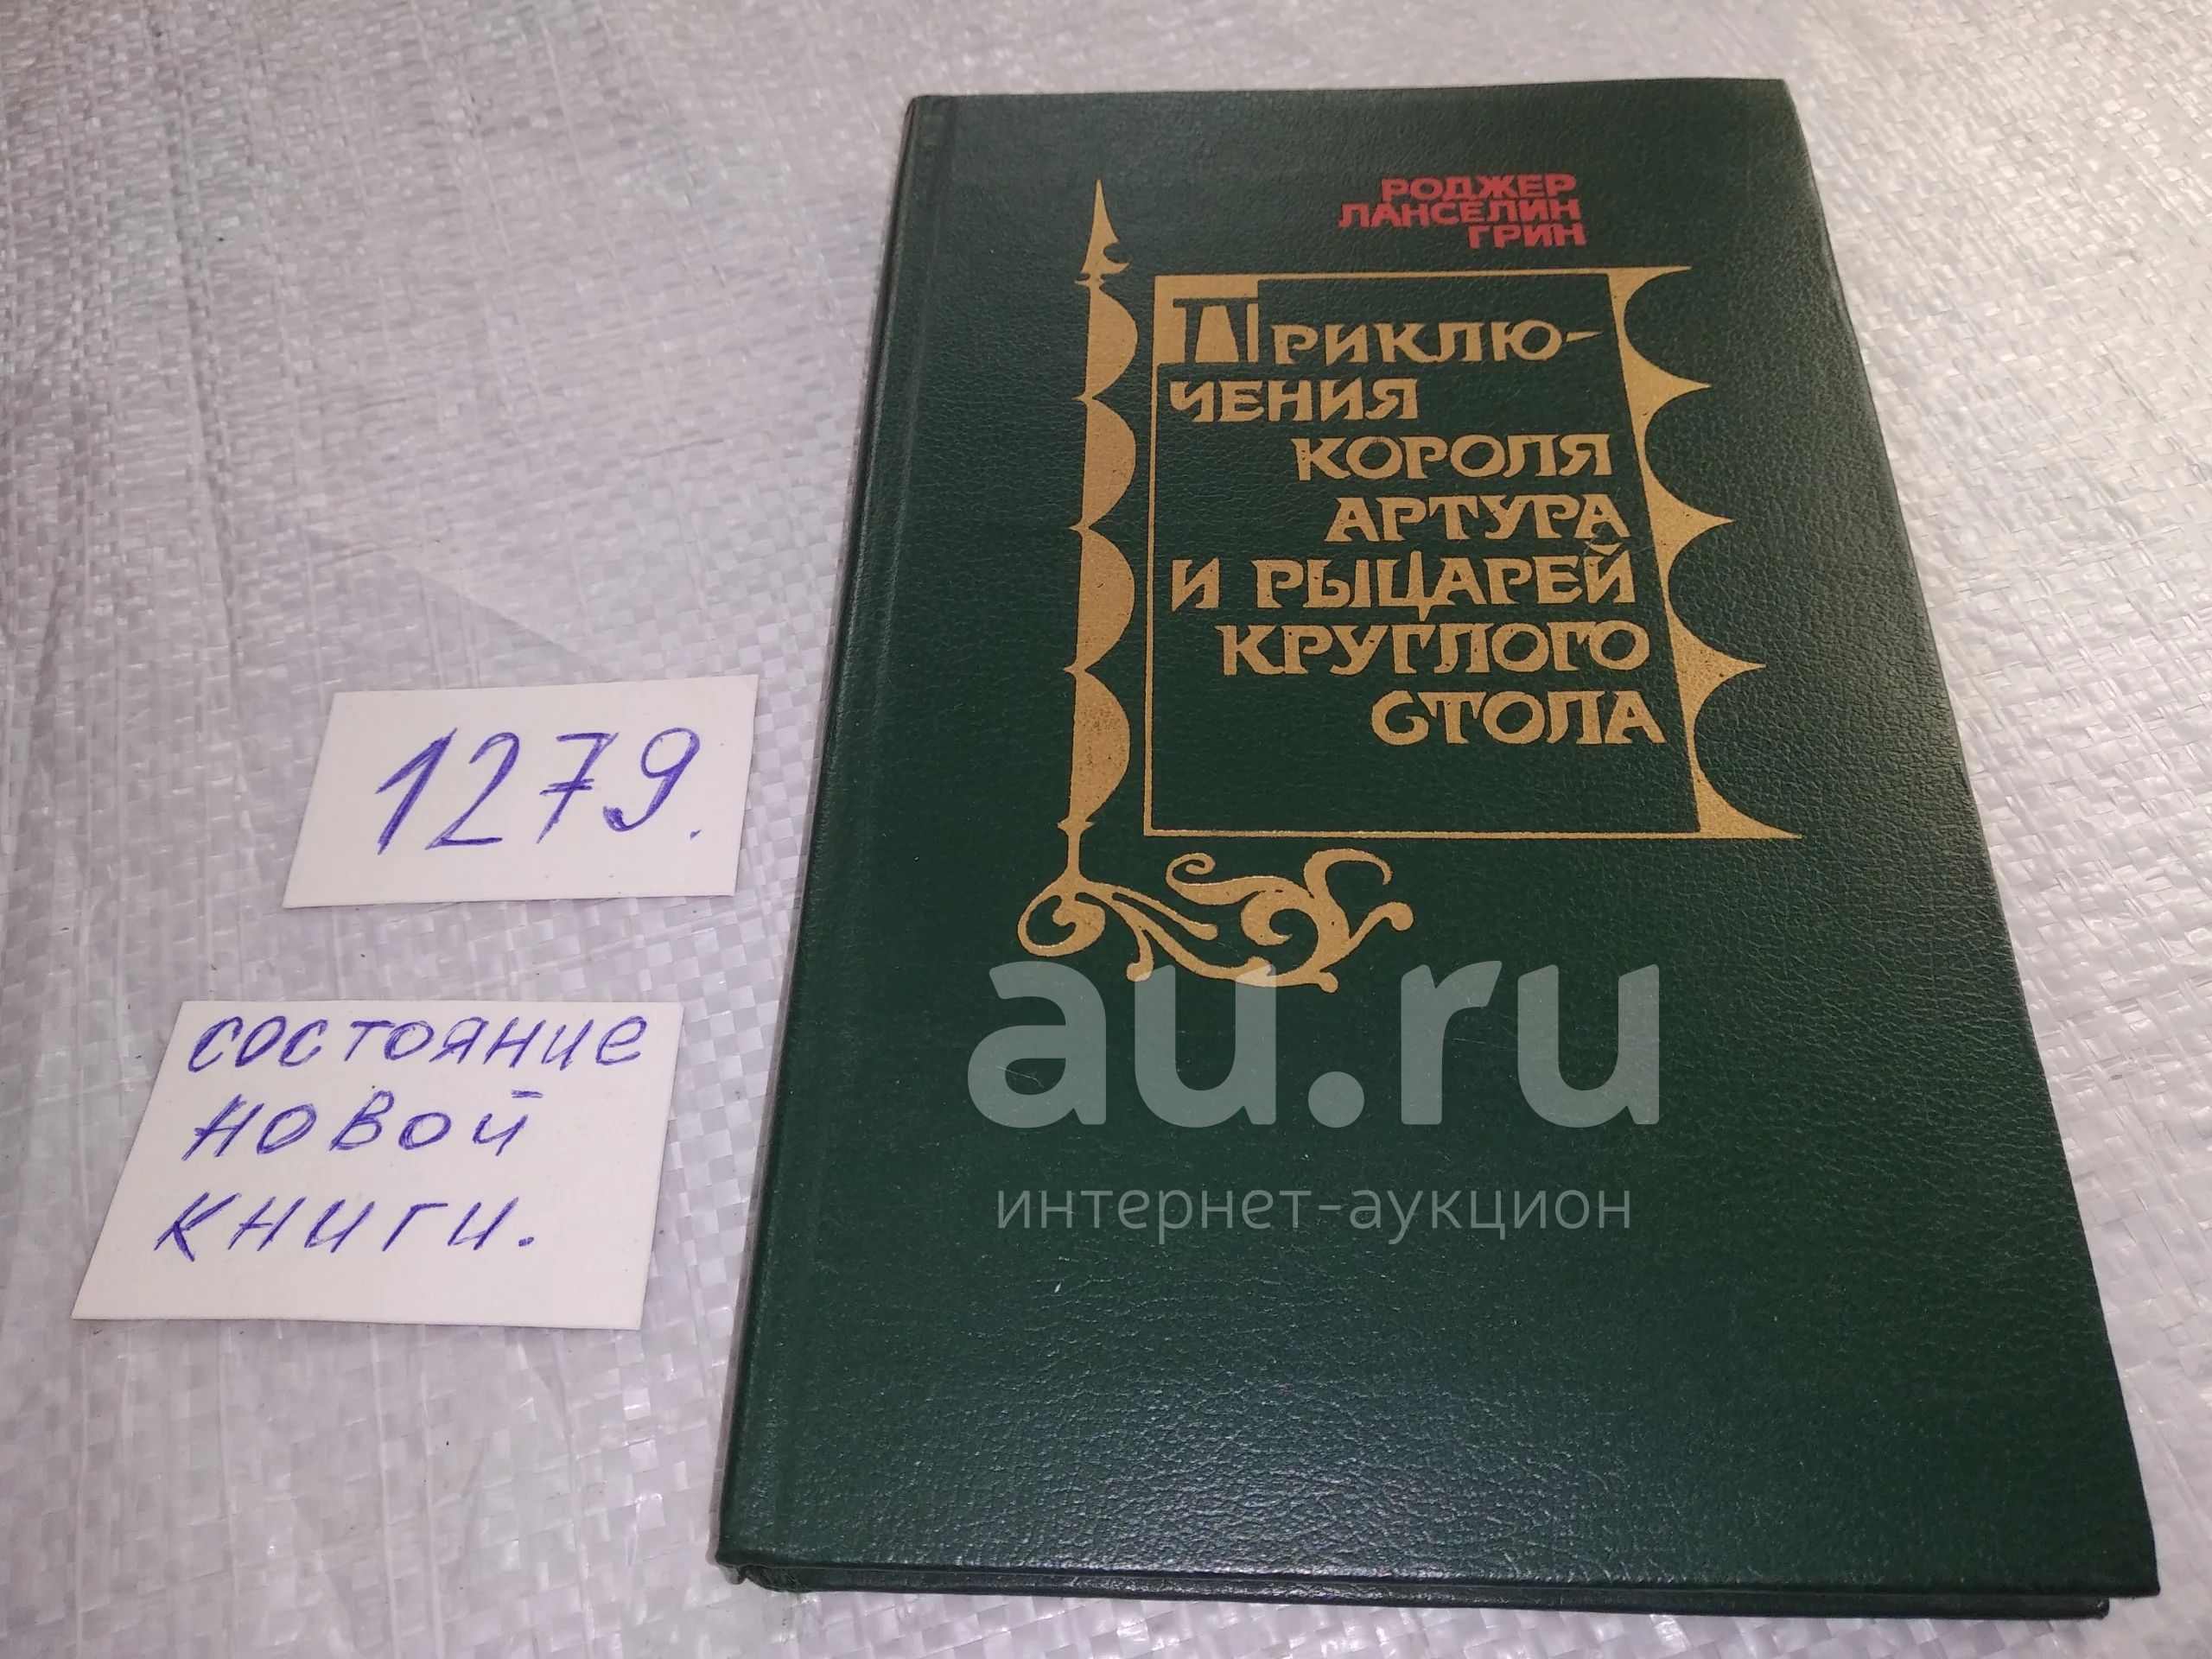 РОДЖЕР
ЛАНСЕЛИН
ГРИН
ПРИКЛЮ-
ЧЕНИЯ
КОРОЛЯ
АРТУРА
И РЫЦАРЕЙ
КРУГЛОГО
СТОЛА
1279.
состояние
новой
книги.
au.ru
интернет-аукцион